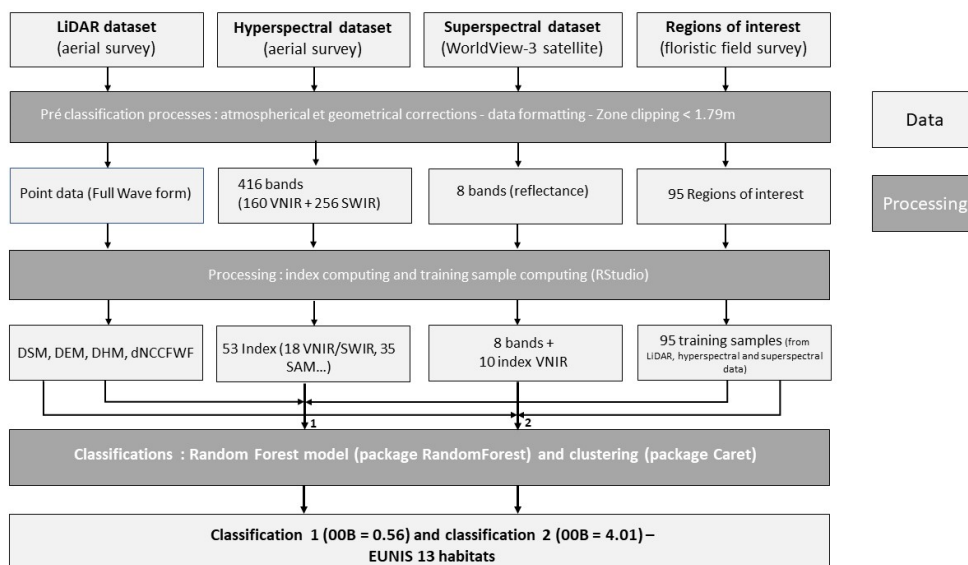 LiDAR dataset
(aerial survey)
Hyperspectral dataset
(aerial survey)
Superspectral dataset
(WorldView-3 satellite)
Regions of interest
(floristic field survey)
Pré classification processes : atmospherical et geometrical corrections - data formatting - Zone clipping < 1.79m
Data
Point data (Full Wave form)
416 bands
(160 VNIR + 256 SWIR)
8 bands (reflectance)
95 Regions of interest
Processing
Processing : index computing and training sample computing (RStudio)
DSM, DEM, DHM, dNCCFWF
53 Index (18 VNIR/SWIR, 35
SAM...)
8 bands +
10 index VNIR
95 training samples (from
LiDAR, hyperspectral and superspectral
data)
1
2
Classifications : Random Forest model (package RandomForest) and clustering (package Caret)
Classification 1 (00B = 0.56) and classification 2 (00B = 4.01) –
EUNIS 13 habitats